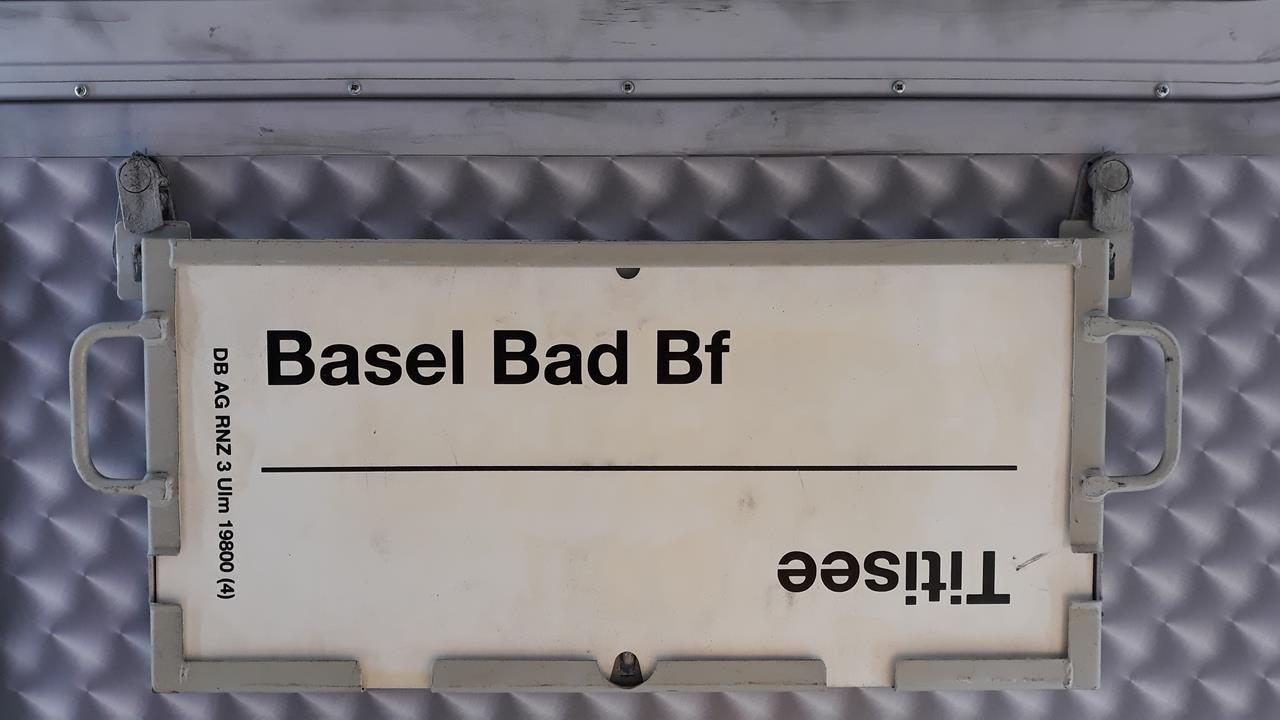 Basel Bad Bf
Titisee
DB AG RNZ 3 Ulm 19800 (4)